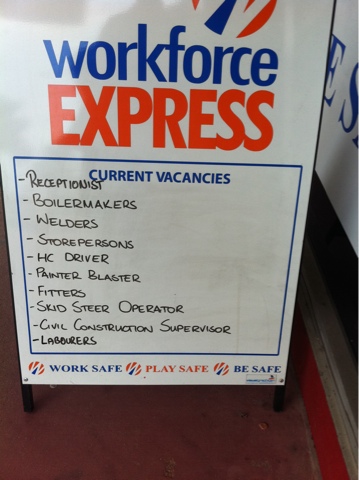 workforce
EXPRESS
CURRENT VACANCIES
- RECEPTIONIST
- BOILERMAKERS
- WELDERS
- STOREPERSONS
- HC DRIVER
- PAINTER BLASTER
- FITTERS
- SKID STEER OPERATOR
- CIVIL CONSTRUCTION SUPERVISOR
- LABOURERS
WORK SAFE PLAY SAFE BE SAFE